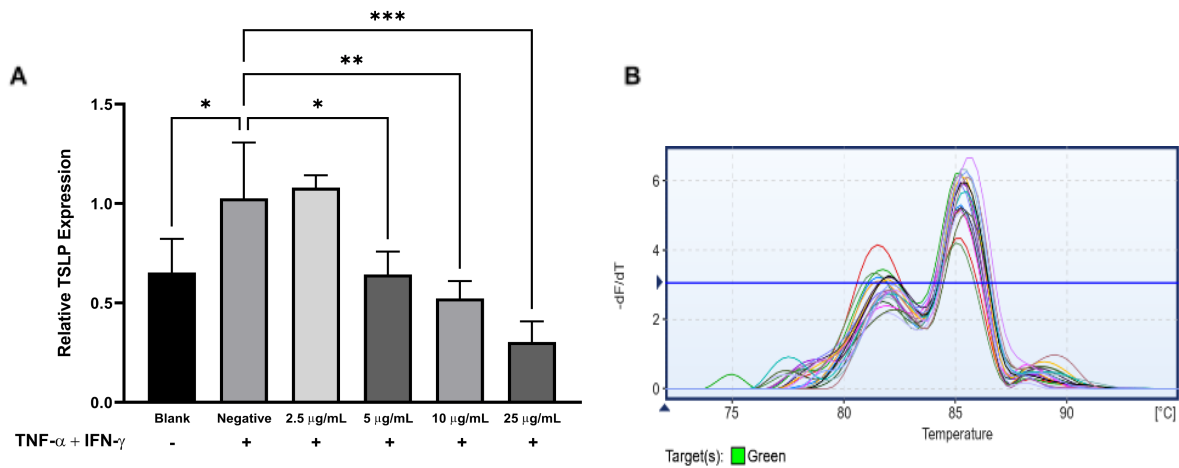 A
***
**
*
*
Relative TSLP Expression
1.5
1.0
0.5
0.0
Blank Negative 2.5 µg/mL 5 µg/mL 10 µg/mL 25 µg/mL
TNF-α + IFN-γ - + + + + +
B
-dF/dT
6
4
2
0
75 80 85 90 [°C]
Temperature
Target(s): Green